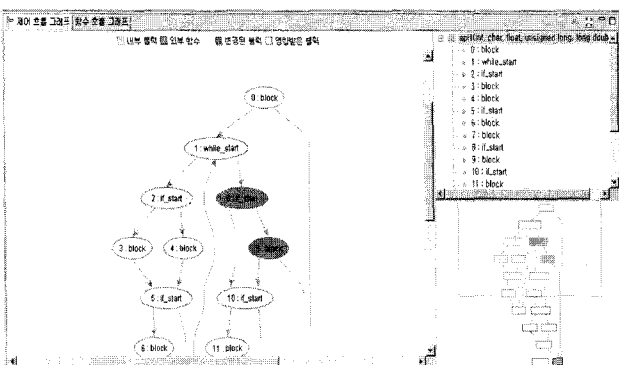 제어 흐름 그래프 함수 흐름 그래프
내부 블럭 외부 함수 변경된 블럭 영향받은 블럭
0 : block
1 : while_start
2 : if_start
3 : block
4 : block
5 : if_start
10 : if_start
6 : block
11 : block
api1(int, char, float, unsigned long, long doub
0 : block
1 : while_start
2 : if_start
3 : block
4 : block
5 : if_start
6 : block
7 : block
8 : if_start
9 : block
10 : if_start
11 : block